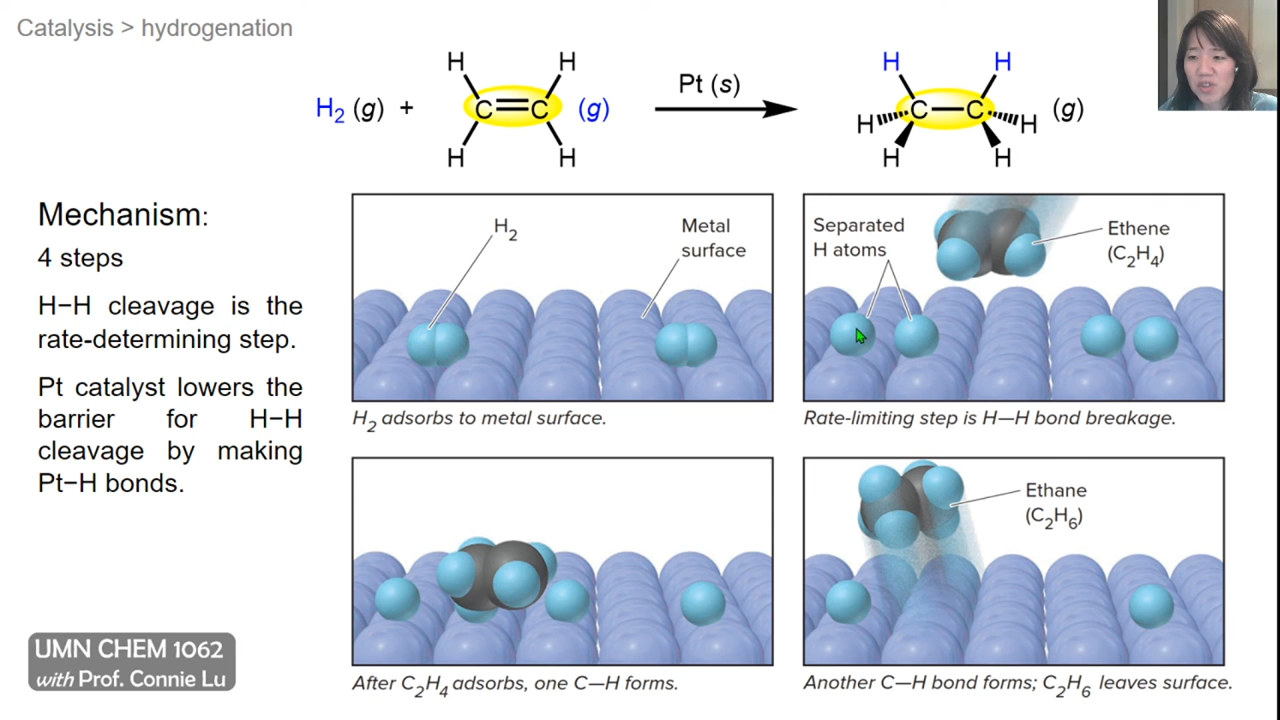 Catalysis > hydrogenation
H₂ (g) + H H C=C H H (g) Pt (s) H H H C–C H H H (g)
Mechanism:
4 steps
H−H cleavage is the
rate-determining step.
Pt catalyst lowers the
barrier for H−H
cleavage by making
Pt−H bonds.
H₂
Metal
surface
H₂ adsorbs to metal surface.
Separated
H atoms
Ethene
(C₂H₄)
Rate-limiting step is H—H bond breakage.
After C₂H₄ adsorbs, one C—H forms.
Ethane
(C₂H₆)
Another C—H bond forms; C₂H₆ leaves surface.
UMN CHEM 1062
with Prof. Connie Lu